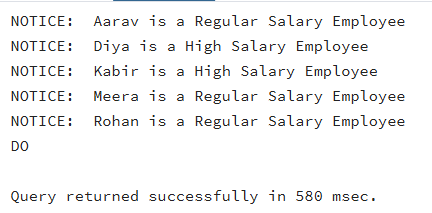 NOTICE:  Aarav is a Regular Salary Employee
NOTICE:  Diya is a High Salary Employee
NOTICE:  Kabir is a High Salary Employee
NOTICE:  Meera is a Regular Salary Employee
NOTICE:  Rohan is a Regular Salary Employee
DO
Query returned successfully in 580 msec.